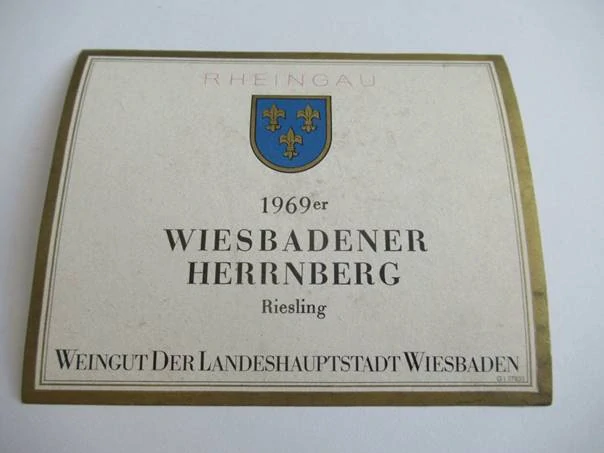 RHEINGAU
1969er
WIESBADENER
HERRNBERG
Riesling
WEINGUT DER LANDESHAUPTSTADT WIESBADEN